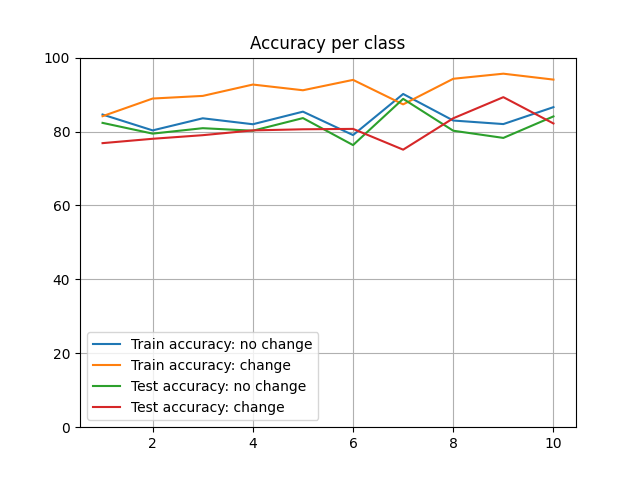 Accuracy per class
100
80
60
40
20
0
Train accuracy: no change
Train accuracy: change
Test accuracy: no change
Test accuracy: change
2 4 6 8 10